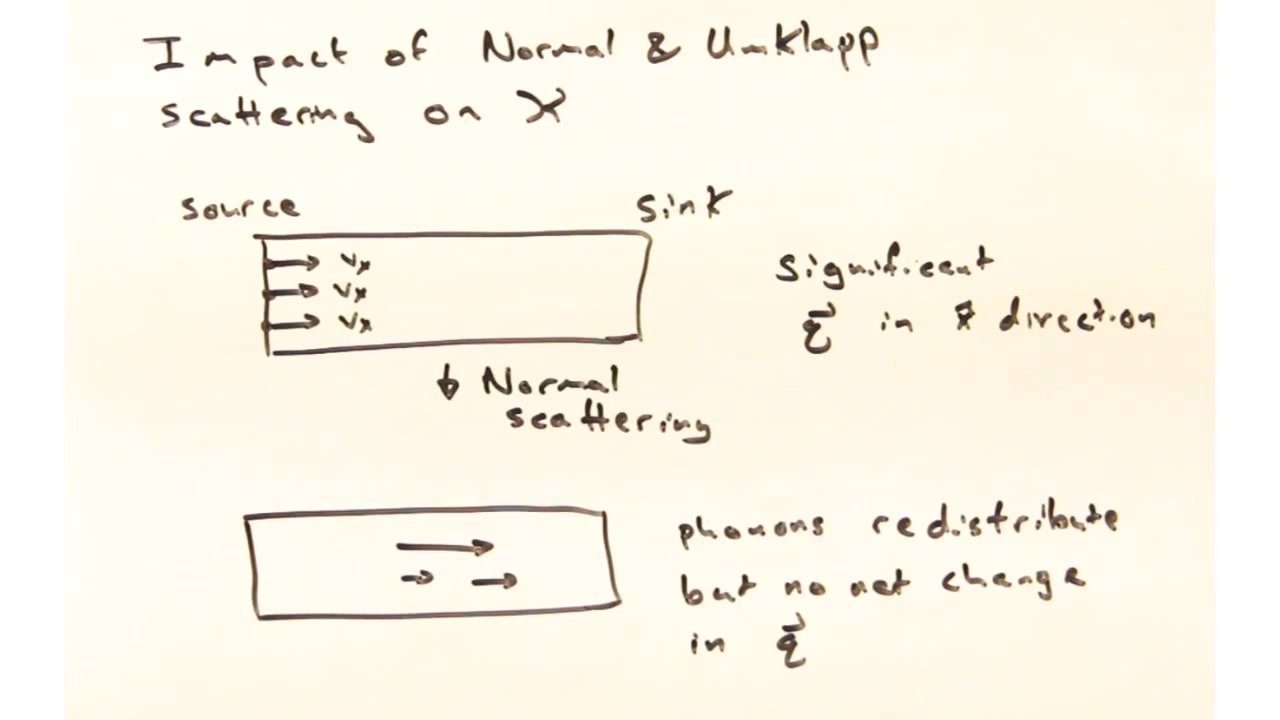 Impact of Normal & Umklapp
scattering on ϰ
source
sink
vx
vx
vx
significant
q⃗ in x̂ direction
↓ Normal
scattering
phonons redistribute
but no net change
in q⃗